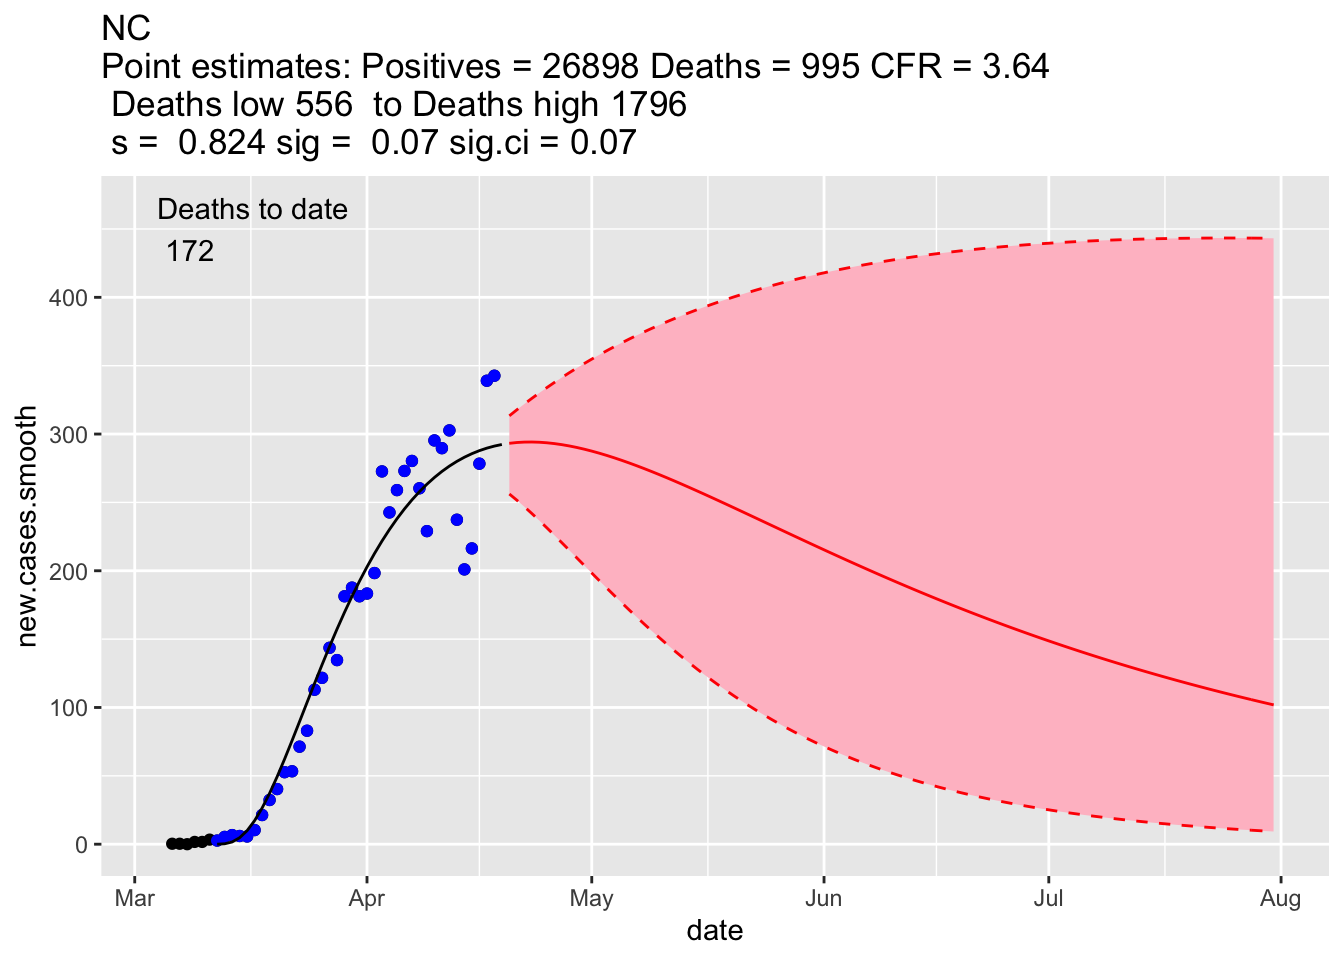 NC
Point estimates: Positives = 26898 Deaths = 995 CFR = 3.64
Deaths low 556  to Deaths high 1796
s =  0.824 sig =  0.07 sig.ci = 0.07
Deaths to date
172
400
300
200
100
0
new.cases.smooth
Mar Apr May Jun Jul Aug
date